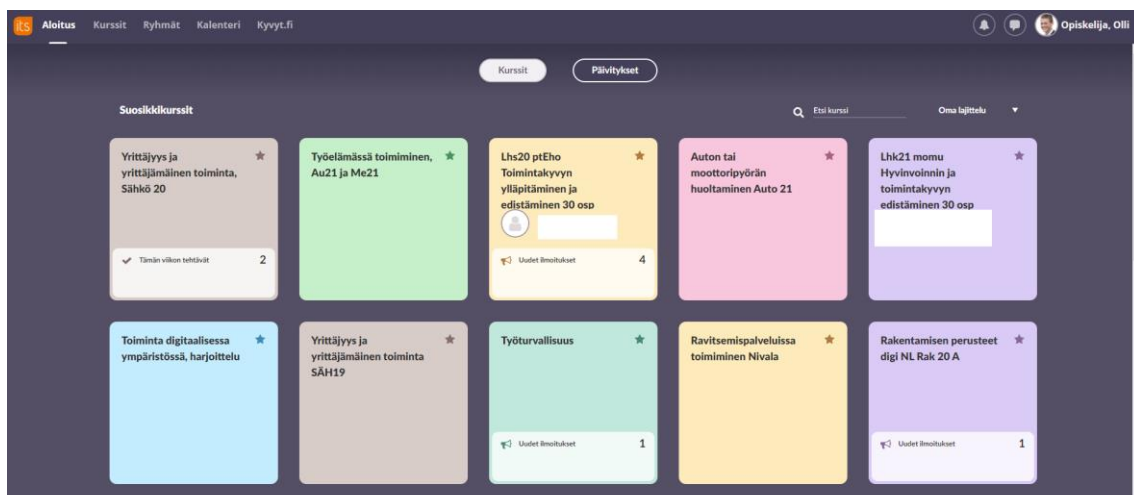 its Aloitus Kurssit Ryhmät Kalenteri Kyvyt.fi Opiskelija, Olli
Kurssit Päivitykset
Suosikkikurssit Etsi kurssi Oma lajittelu
Yrittäjyys ja
yrittäjämäinen toiminta,
Sähkö 20
Tämän viikon tehtävät 2
Työelämässä toimiminen,
Au21 ja Me21
Lhs20 ptEho
Toimintakyvyn
ylläpitäminen ja
edistäminen 30 osp
Uudet ilmoitukset 4
Auton tai
moottoripyörän
huoltaminen Auto 21
Lhk21 momu
Hyvinvoinnin ja
toimintakyvyn
edistäminen 30 osp
Toiminta digitaalisessa
ympäristössä, harjoittelu
Yrittäjyys ja
yrittäjämäinen toiminta
SÄH19
Työturvallisuus
Uudet ilmoitukset 1
Ravitsemispalveluissa
toimiminen Nivala
Rakentamisen perusteet
digi NL Rak 20 A
Uudet ilmoitukset 1